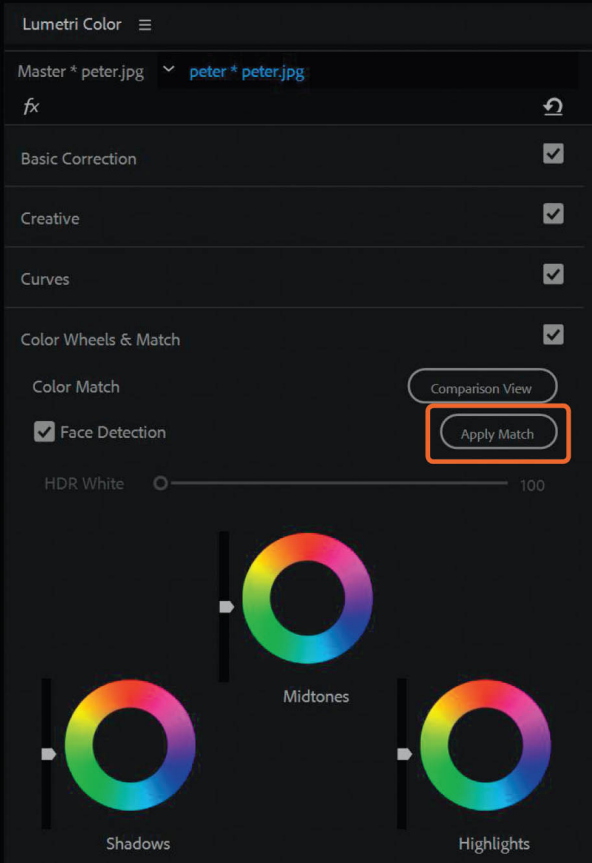 Lumetri Color
Master * peter.jpg peter * peter.jpg
fx
Basic Correction
Creative
Curves
Color Wheels & Match
Color Match Comparison View
Face Detection Apply Match
HDR White 100
Midtones
Shadows Highlights